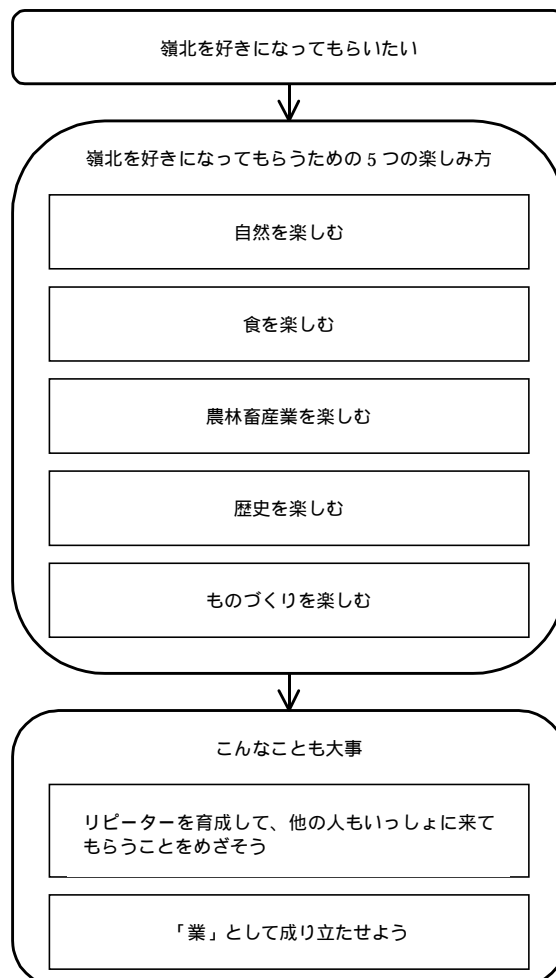 嶺北を好きになってもらいたい
嶺北を好きになってもらうための5つの楽しみ方
自然を楽しむ
食を楽しむ
農林畜産業を楽しむ
歴史を楽しむ
ものづくりを楽しむ
こんなことも大事
リピーターを育成して、他の人もいっしょに来て
もらうことをめざそう
「業」として成り立たせよう